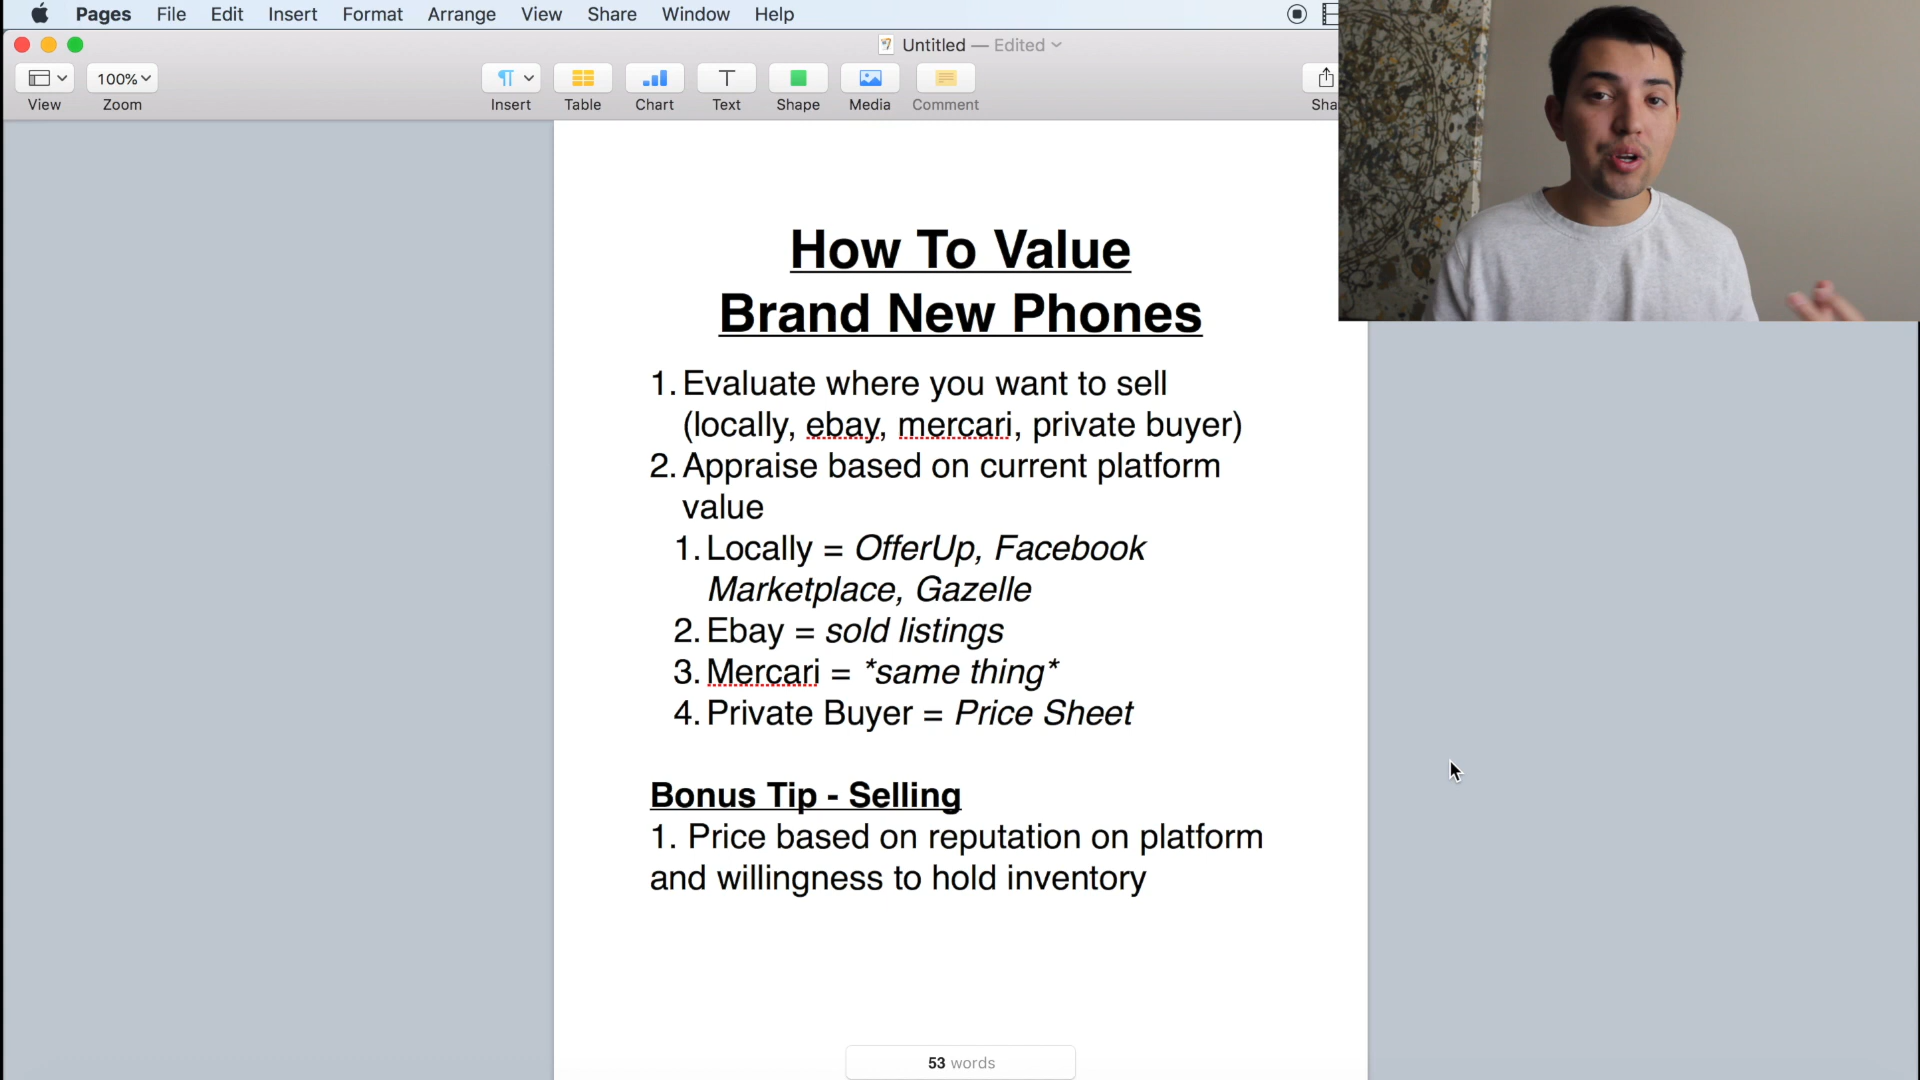 Pages File Edit Insert Format Arrange View Share Window Help
Untitled — Edited
100%
View Zoom Insert Table Chart Text Shape Media Comment Sha
How To Value
Brand New Phones
1. Evaluate where you want to sell
(locally, ebay, mercari, private buyer)
2. Appraise based on current platform
value
1. Locally = OfferUp, Facebook
Marketplace, Gazelle
2. Ebay = sold listings
3. Mercari = *same thing*
4. Private Buyer = Price Sheet
Bonus Tip - Selling
1. Price based on reputation on platform
and willingness to hold inventory
53 words